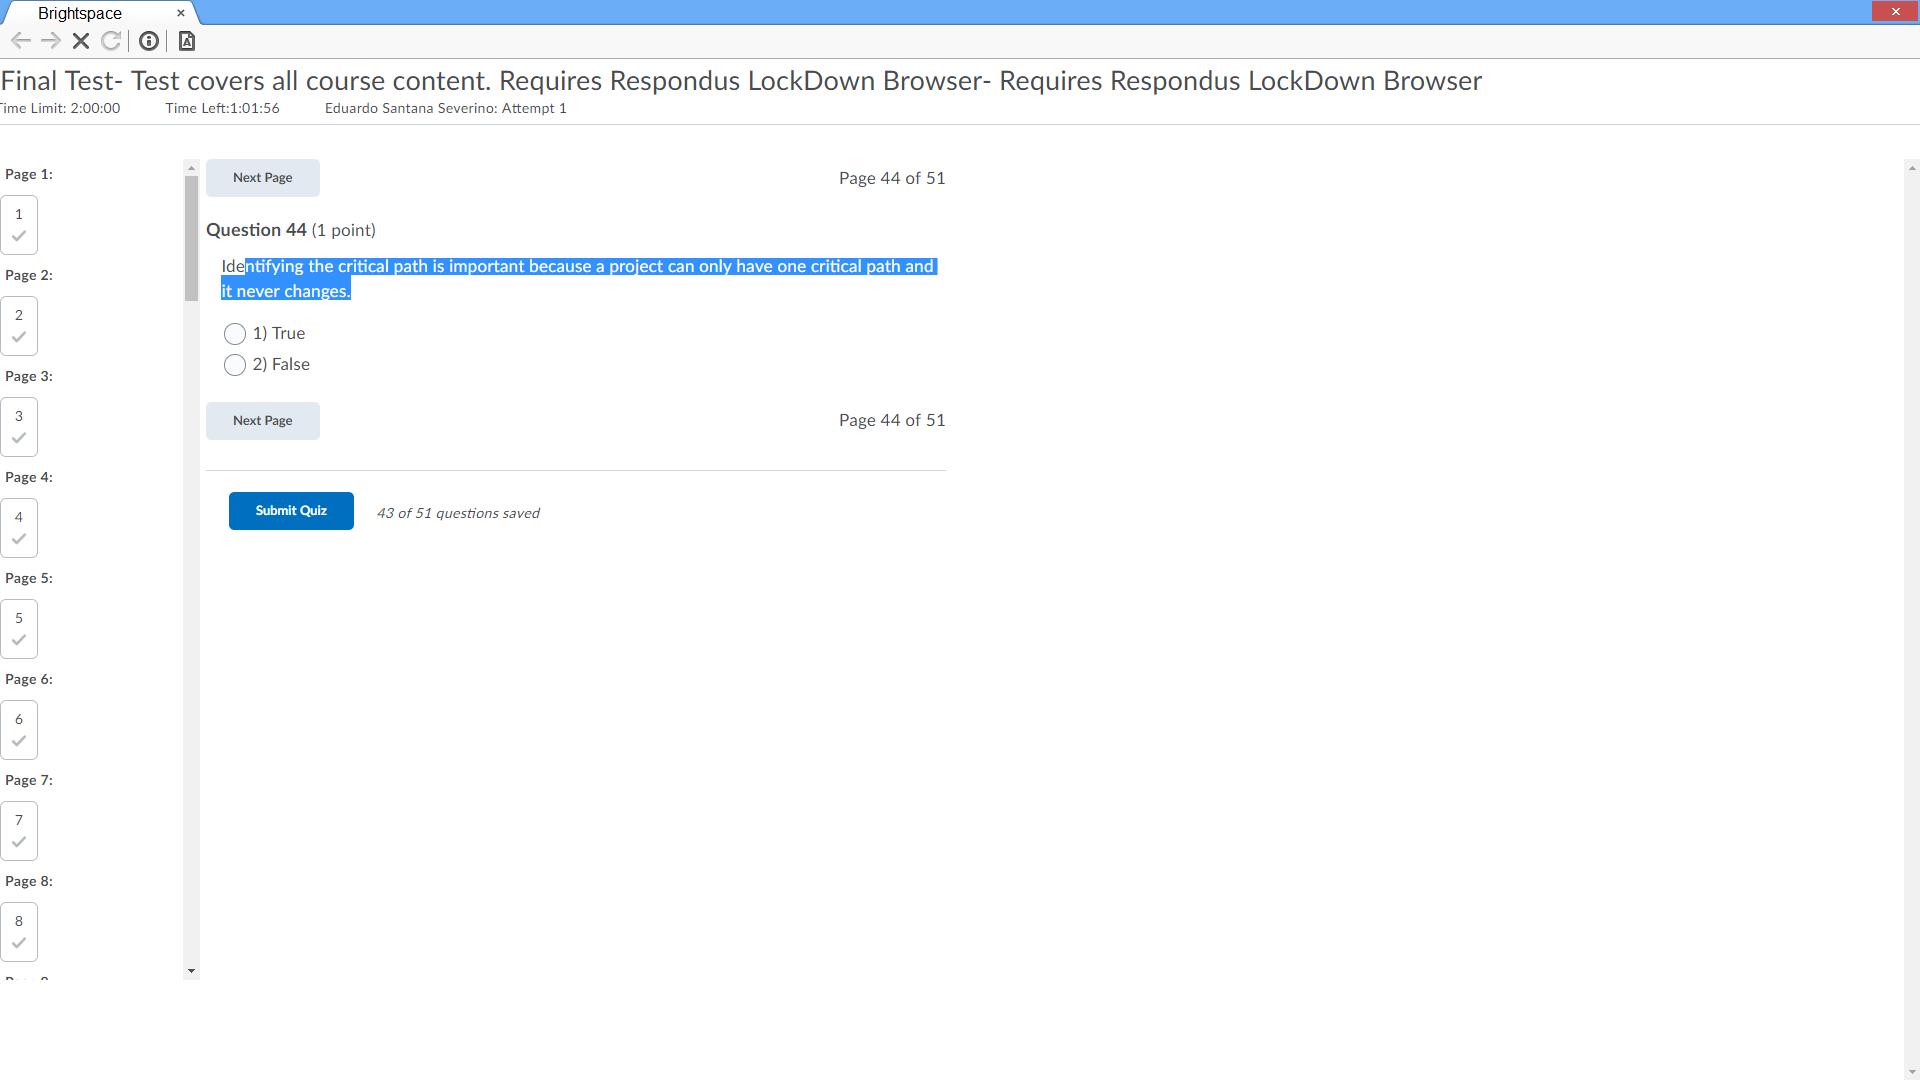 Brightspace
Final Test- Test covers all course content. Requires Respondus LockDown Browser- Requires Respondus LockDown Browser
Time Limit: 2:00:00 Time Left:1:01:56 Eduardo Santana Severino: Attempt 1
Page 1:
1
Page 2:
2
Page 3:
3
Page 4:
4
Page 5:
5
Page 6:
6
Page 7:
7
Page 8:
8
Next Page Page 44 of 51
Question 44 (1 point)
Identifying the critical path is important because a project can only have one critical path and
it never changes.
1) True
2) False
Next Page Page 44 of 51
Submit Quiz 43 of 51 questions saved